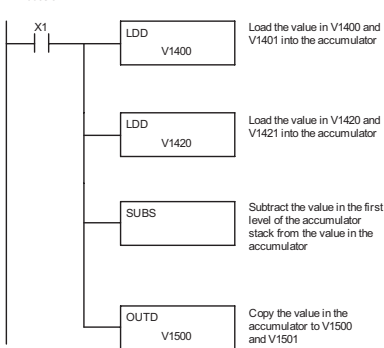 X1
LDD
V1400
Load the value in V1400 and
V1401 into the accumulator
LDD
V1420
Load the value in V1420 and
V1421 into the accumulator
SUBS
Subtract the value in the first
level of the accumulator
stack from the value in the
accumulator
OUTD
V1500
Copy the value in the
accumulator to V1500
and V1501